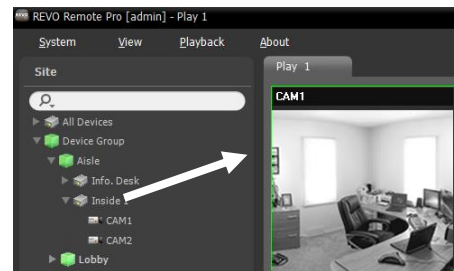 REVO Remote Pro [admin] - Play 1
System View Playback About
Site
Play 1
CAM1
All Devices
Device Group
Aisle
Info. Desk
Inside 1
CAM1
CAM2
Lobby